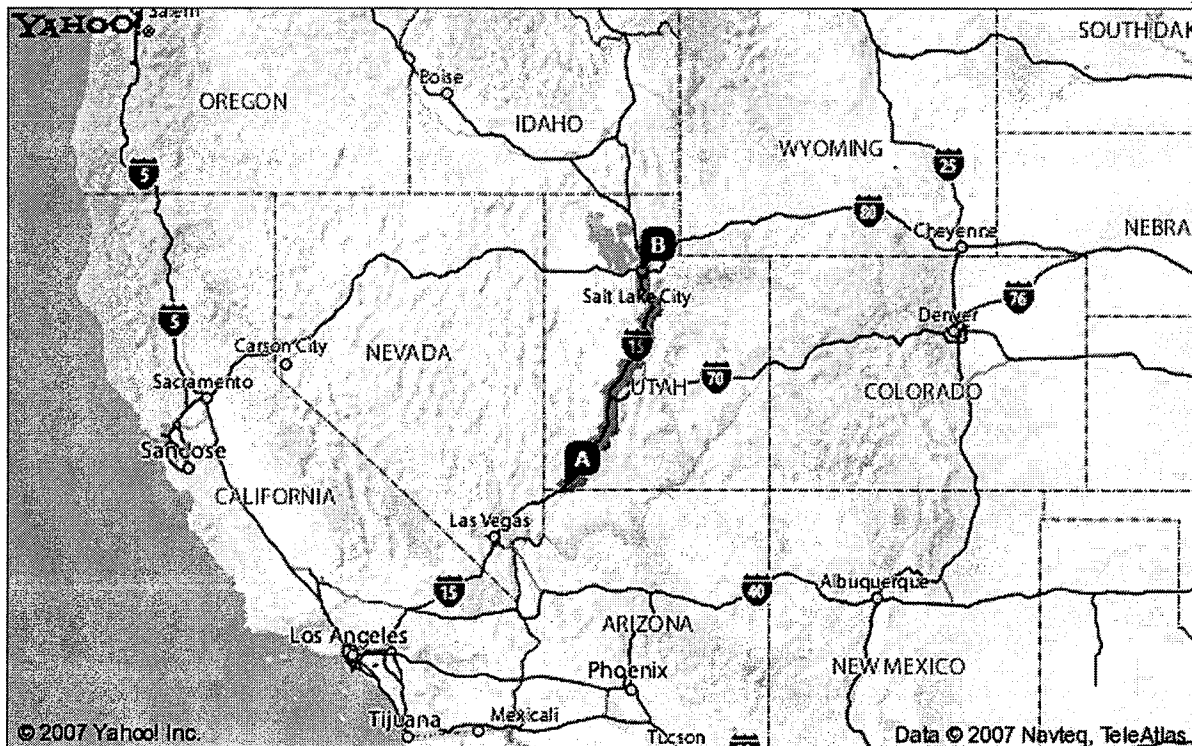 YAHOO!
Salem
SOUTH DAK
Boise
OREGON
IDAHO
WYOMING
5
25
80
B
Cheyenne
NEBRA
Salt Lake City
76
5
Denver
15
Carson City
NEVADA
UTAH
70
COLORADO
Sacramento
San Jose
A
CALIFORNIA
Las Vegas
15
40
Albuquerque
Los Angeles
ARIZONA
Phoenix
NEW MEXICO
Tijuana
Mexicali
Tucson
© 2007 Yahoo! Inc.
Data © 2007 Navteq, TeleAtlas